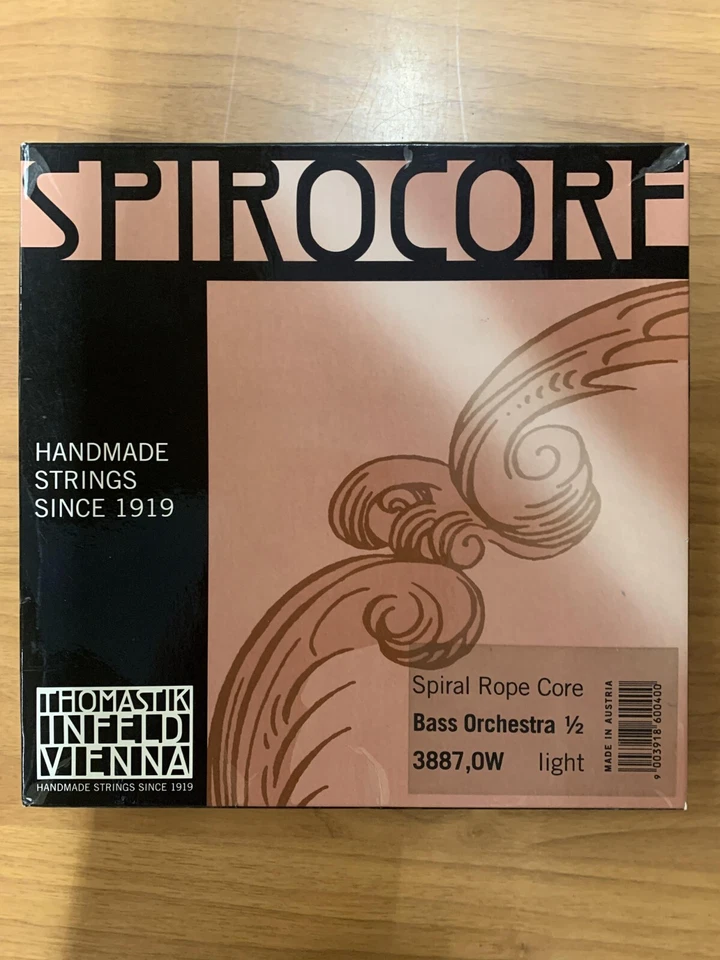 SPIROCORE
HANDMADE
STRINGS
SINCE 1919
THOMASTIK
INFELD
VIENNA
HANDMADE STRINGS SINCE 1919
Spiral Rope Core
Bass Orchestra ½
3887,0W light
MADE IN AUSTRIA
9 003918 600400